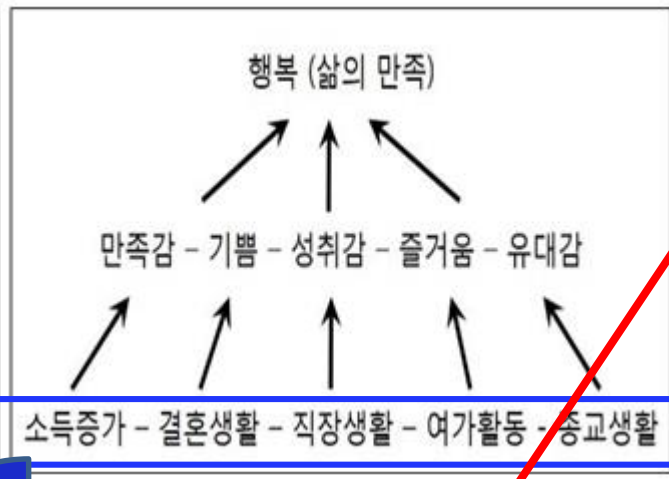 행복 (삶의 만족)
만족감 – 기쁨 – 성취감 – 즐거움 – 유대감
소득증가 – 결혼생활 – 직장생활 – 여가활동 - 종교생활